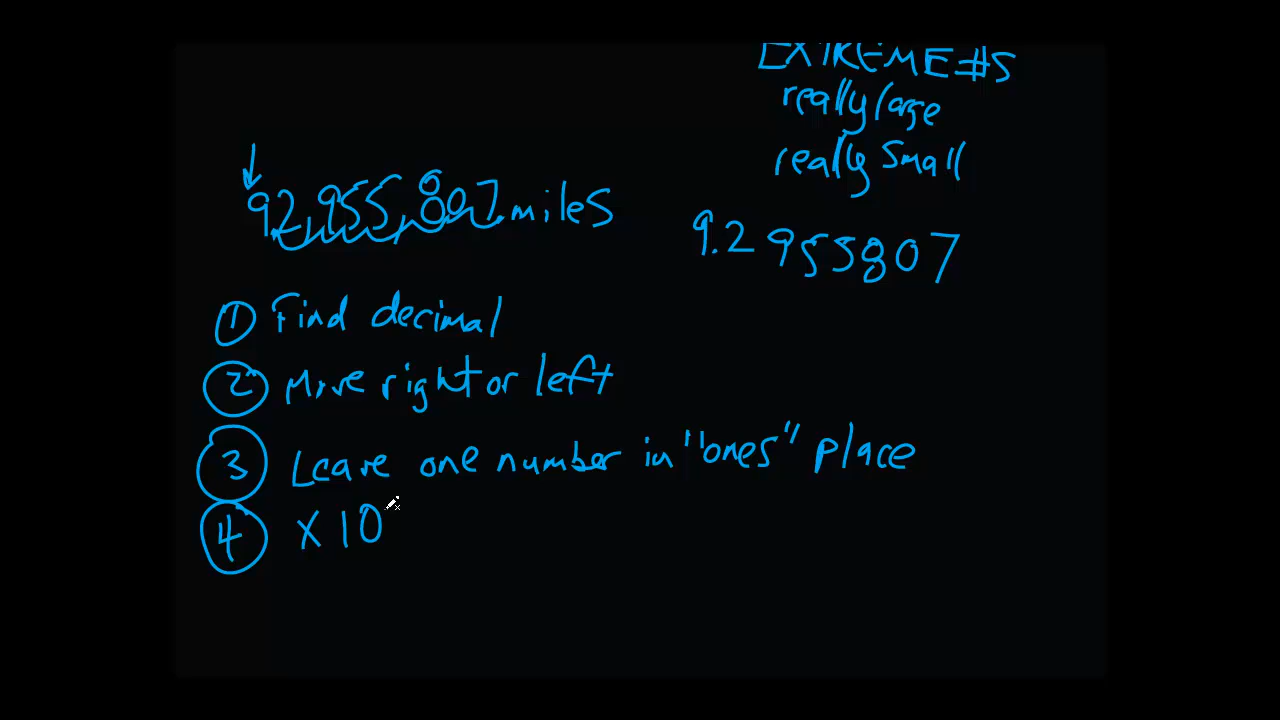 EXTREME #S
really large
really small
92,955,807. miles
9.2955807
1 Find decimal
2 Move right or left
3 Leave one number in "ones" place
4 X 10